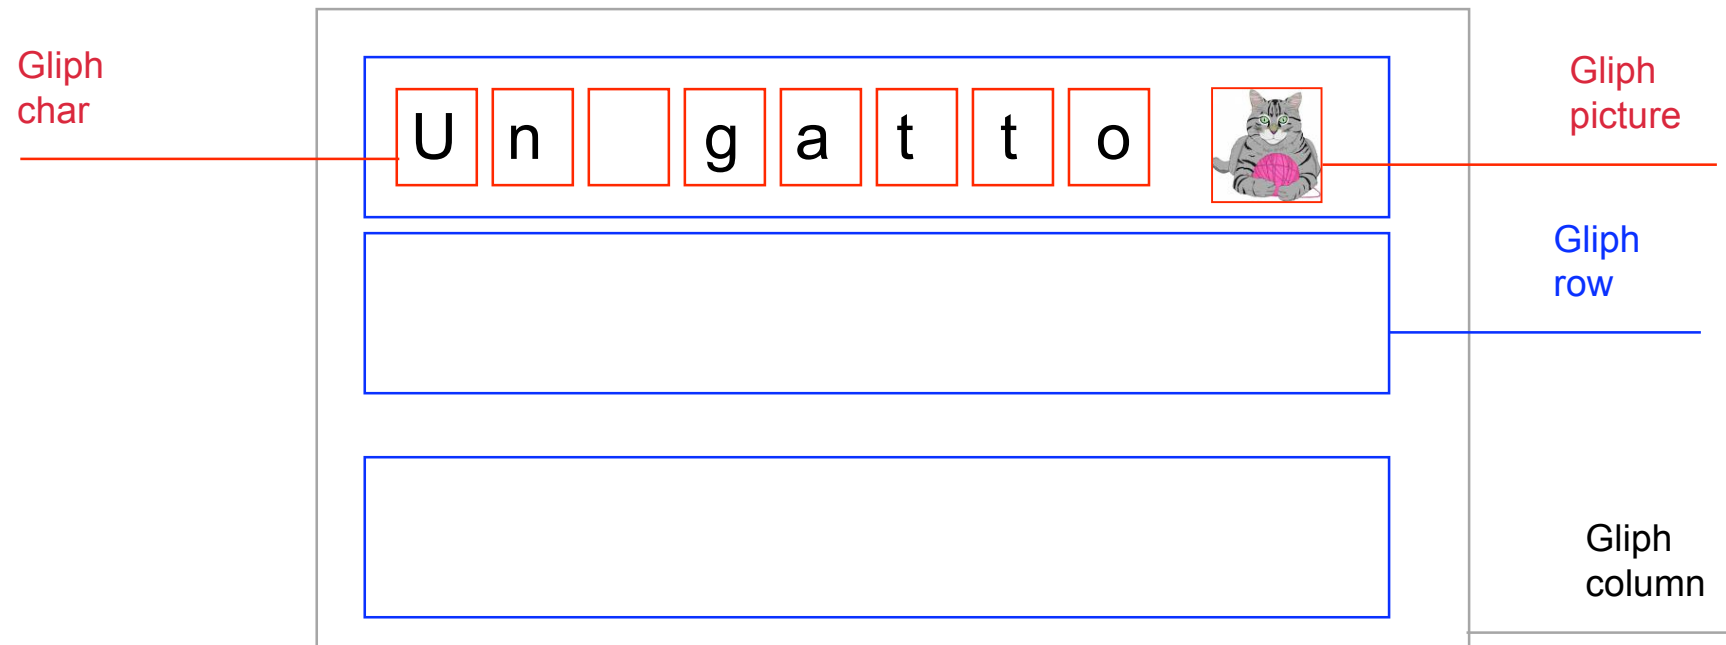 Gliph
char
U n g a t t o
Gliph
picture
Gliph
row
Gliph
column